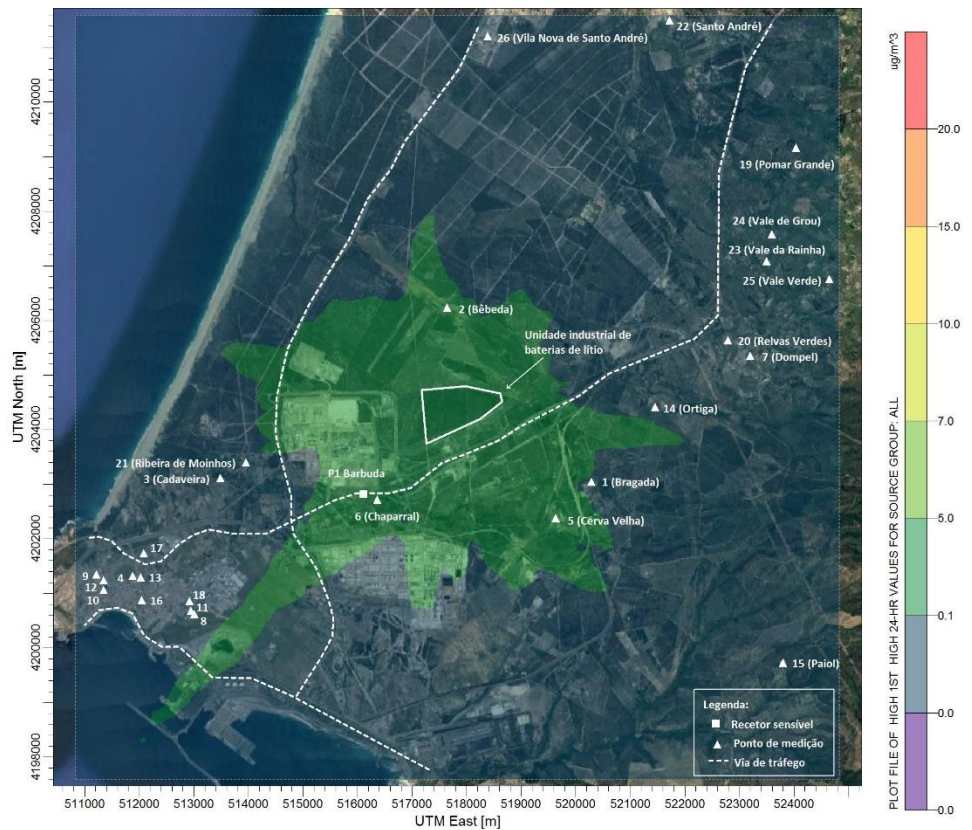 26 (Vila Nova de Santo André)
22 (Santo André)
19 (Pomar Grande)
24 (Vale de Grou)
23 (Vale da Rainha)
25 (Vale Verde)
2 (Bêbeda)
20 (Relvas Verdes)
7 (Dompel)
Unidade industrial de
baterias de lítio
14 (Ortiga)
21 (Ribeira de Moinhos)
3 (Cadaveira)
P1 Barbuda
6 (Chaparral)
1 (Bragada)
5 (Cerva Velha)
17
9
4
13
12
10
16
18
11
8
15 (Paiol)
Legenda:
Recetor sensível
Ponto de medição
Via de tráfego
UTM North [m]
4210000
4208000
4206000
4204000
4202000
4200000
4198000
511000 512000 513000 514000 515000 516000 517000 518000 519000 520000 521000 522000 523000 524000
UTM East [m]
ug/m^3
20.0
15.0
10.0
7.0
5.0
0.1
0.0
0.0
PLOT FILE OF HIGH 1ST HIGH 24-HR VALUES FOR SOURCE GROUP: ALL